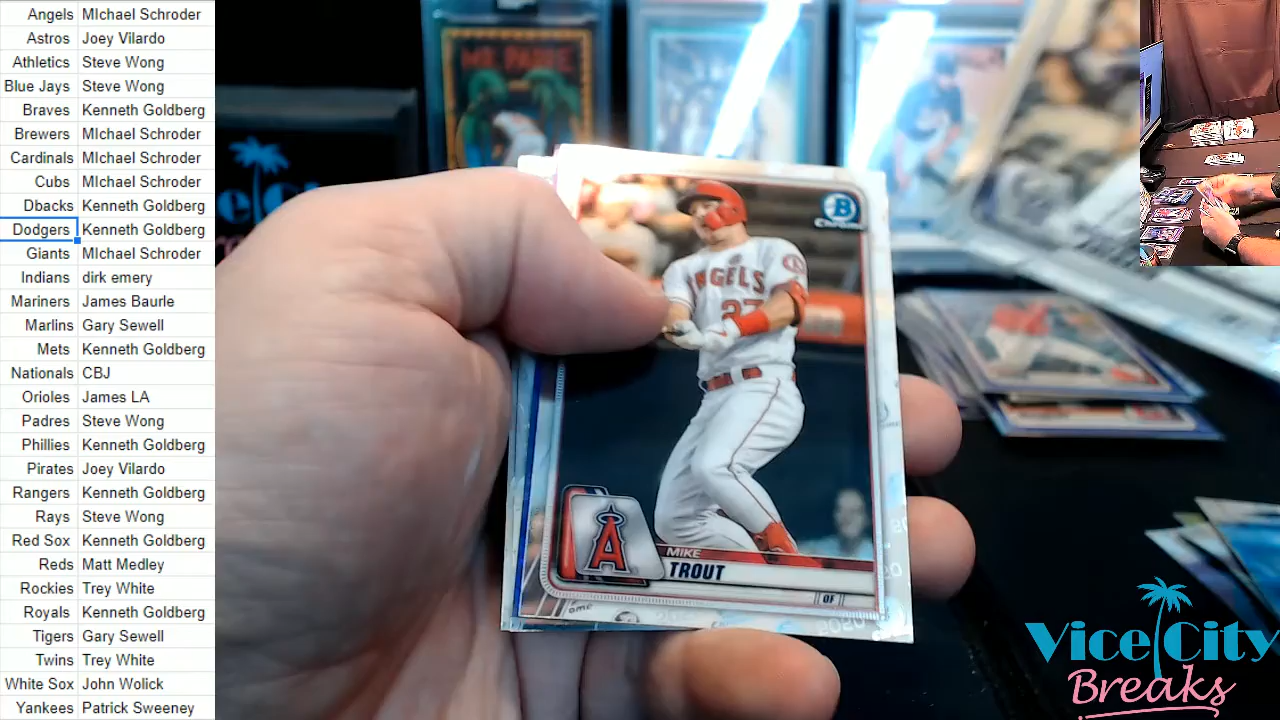 Angels MIchael Schroder
Astros Joey Vilardo
Athletics Steve Wong
Blue Jays Steve Wong
Braves Kenneth Goldberg
Brewers MIchael Schroder
Cardinals MIchael Schroder
Cubs MIchael Schroder
Dbacks Kenneth Goldberg
Dodgers Kenneth Goldberg
Giants MIchael Schroder
Indians dirk emery
Mariners James Baurle
Marlins Gary Sewell
Mets Kenneth Goldberg
Nationals CBJ
Orioles James LA
Padres Steve Wong
Phillies Kenneth Goldberg
Pirates Joey Vilardo
Rangers Kenneth Goldberg
Rays Steve Wong
Red Sox Kenneth Goldberg
Reds Matt Medley
Rockies Trey White
Royals Kenneth Goldberg
Tigers Gary Sewell
Twins Trey White
White Sox John Wolick
Yankees Patrick Sweeney
B
Chrome
ANGELS
27
A
MIKE
TROUT
OF
2020
Vice City
Breaks